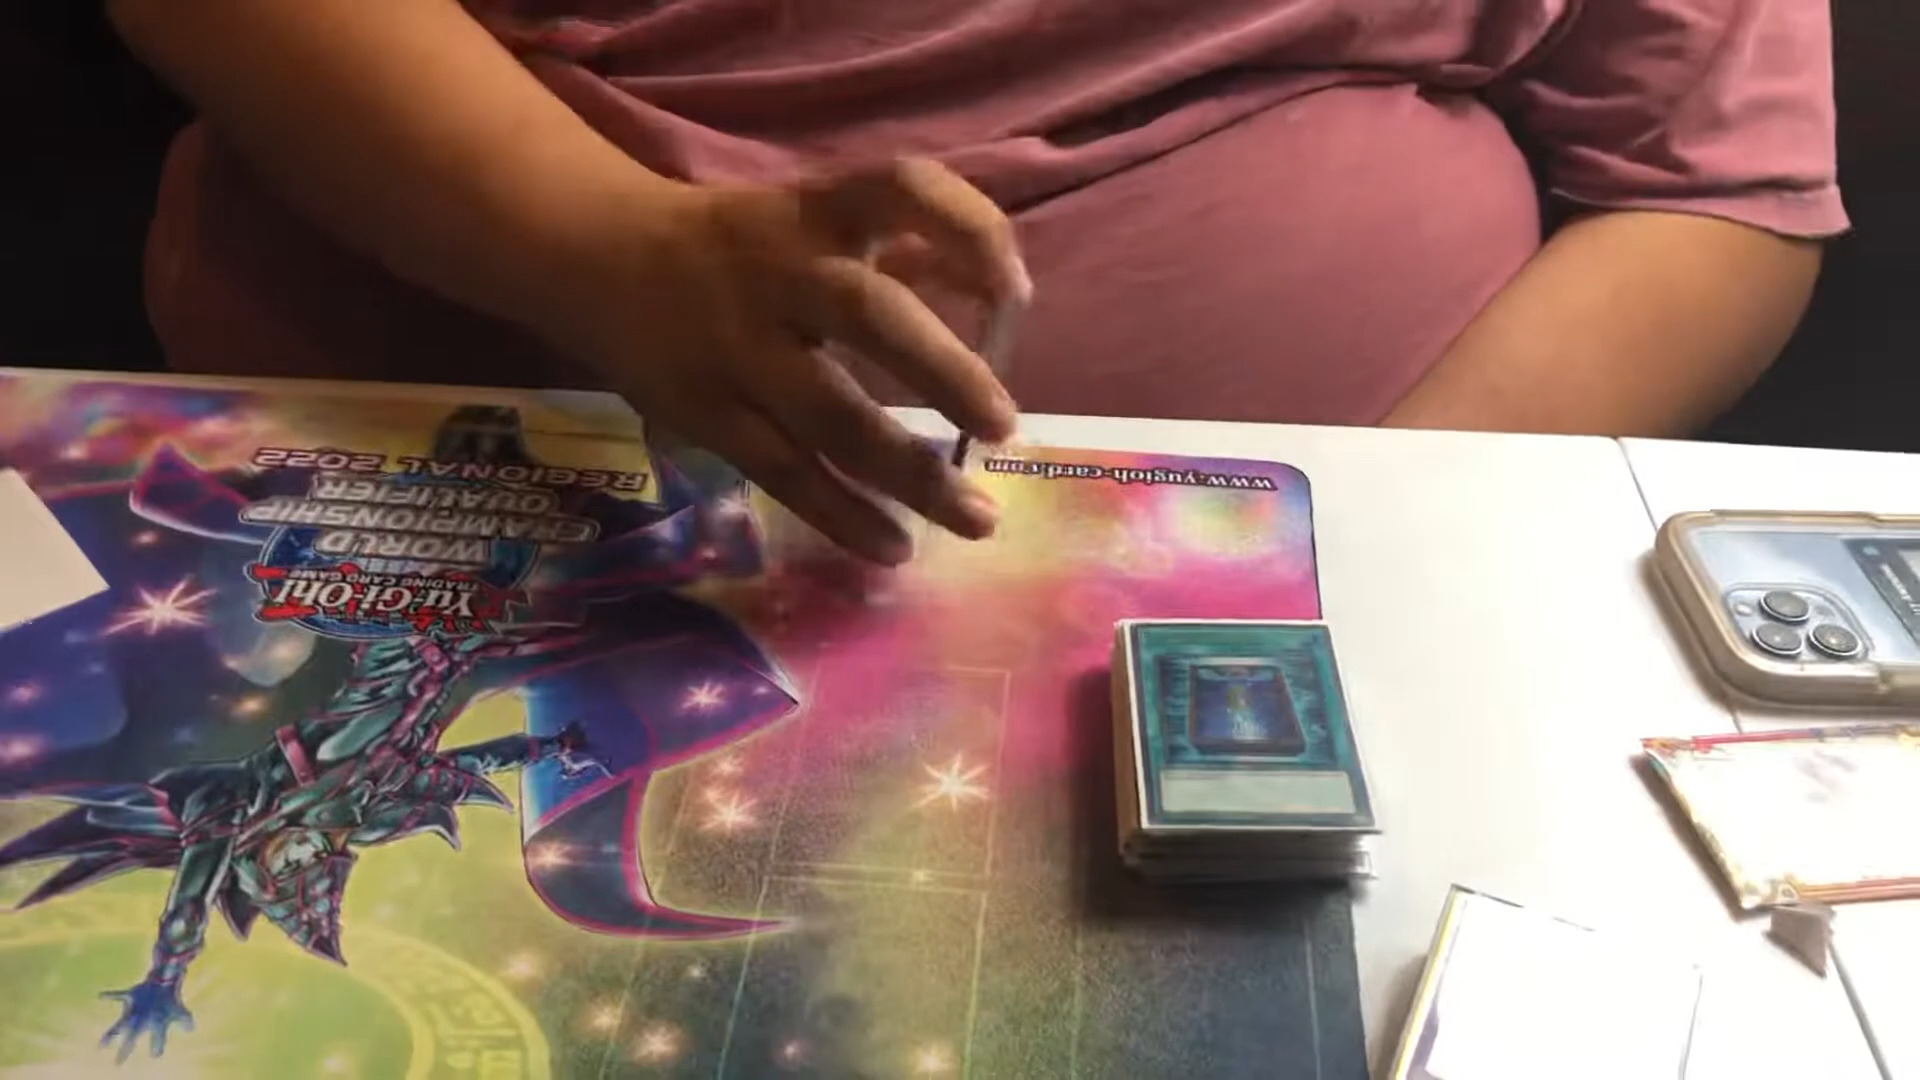 www.yugioh-card.com
Yu-Gi-Oh!
TRADING CARD GAME
WORLD
CHAMPIONSHIP
QUALIFIER
REGIONAL 2022